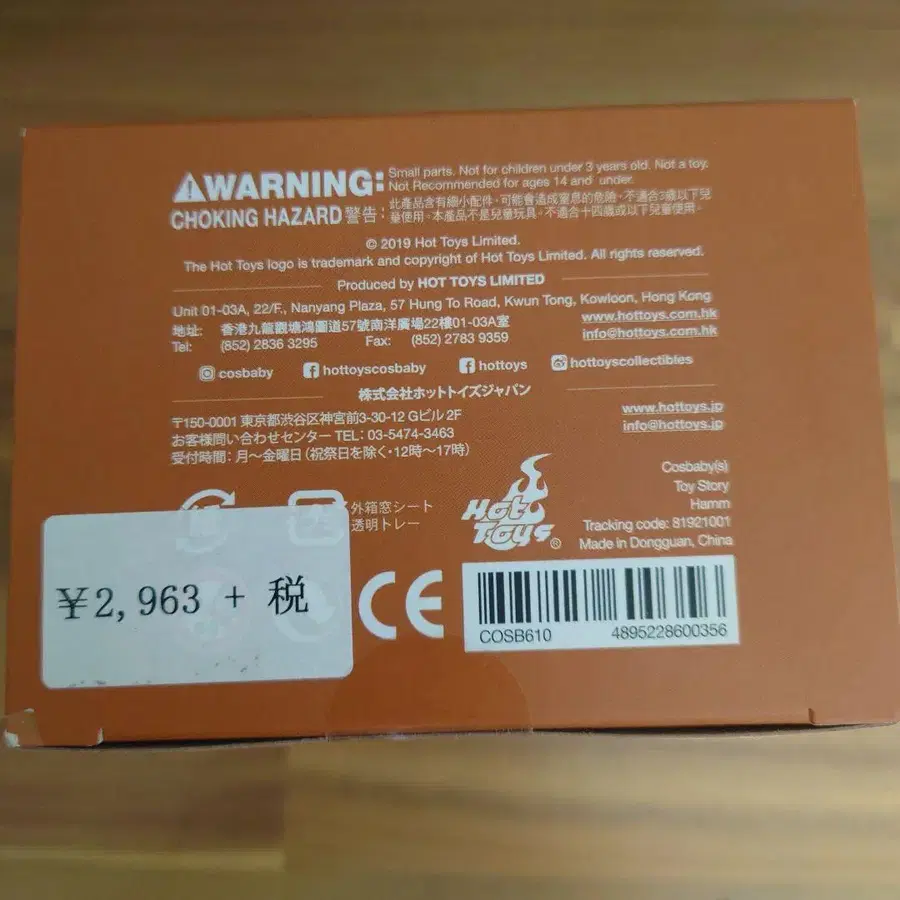 WARNING: Small parts. Not for children under 3 years old. Not a toy.
Not Recommended for ages 14 and under.
CHOKING HAZARD 警告: 此產品含有細小配件，可能會造成窒息的危險，不適合3歲以下兒
童使用。本產品不是兒童玩具，不適合十四歲或以下兒童使用。
© 2019 Hot Toys Limited.
The Hot Toys logo is trademark and copyright of Hot Toys Limited. All rights reserved.
Produced by HOT TOYS LIMITED
Unit 01-03A, 22/F., Nanyang Plaza, 57 Hung To Road, Kwun Tong, Kowloon, Hong Kong
地址: 香港九龍觀塘鴻圖道57號南洋廣場22樓01-03A室 www.hottoys.com.hk
Tel: (852) 2836 3295 Fax: (852) 2783 9359 info@hottoys.com.hk
cosbaby hottoyscosbaby hottoys hottoyscollectibles
株式会社ホットトイズジャパン
〒150-0001 東京都渋谷区神宮前3-30-12 Gビル 2F www.hottoys.jp
お客様問い合わせセンター TEL: 03-5474-3463 info@hottoys.jp
受付時間: 月〜金曜日 (祝祭日を除く・12時〜17時)
Cosbaby(s)
Toy Story
Hamm
Tracking code: 81921001
Made in Dongguan, China
外箱窓シート
透明トレー
Hot Toys ®
¥2,963 + 税
CE
COSB610 4895228600356